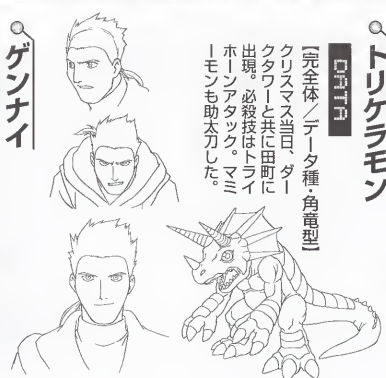 トリケラモン
DATA
【完全体/データ種・角竜型】
クリスマス当日、ダー
クタワーと共に田町に
出現。必殺技はトライ
ホーンアタック。マミ
ーモンも助太刀した。
ゲンナイ